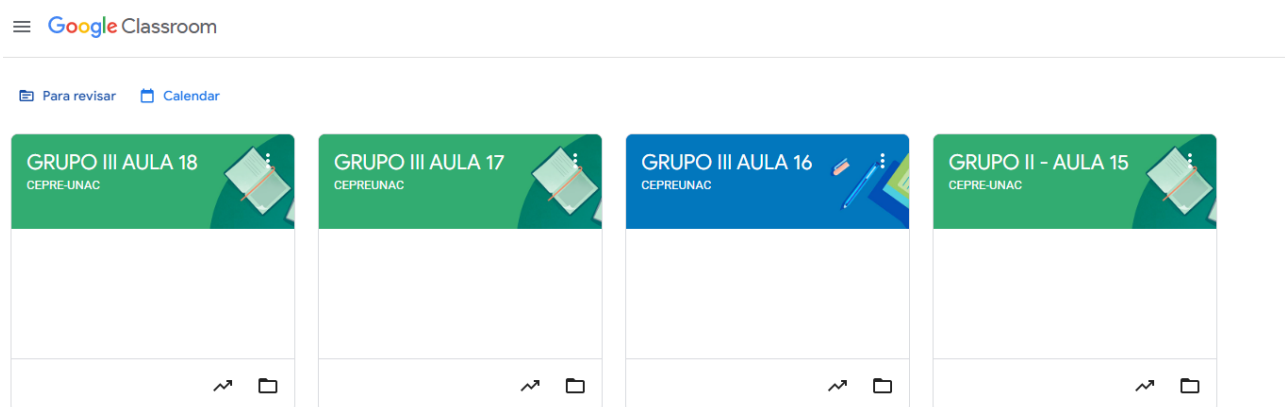 Google Classroom
Para revisar Calendar
GRUPO III AULA 18
CEPRE-UNAC
GRUPO III AULA 17
CEPREUNAC
GRUPO III AULA 16
CEPREUNAC
GRUPO II - AULA 15
CEPRE-UNAC